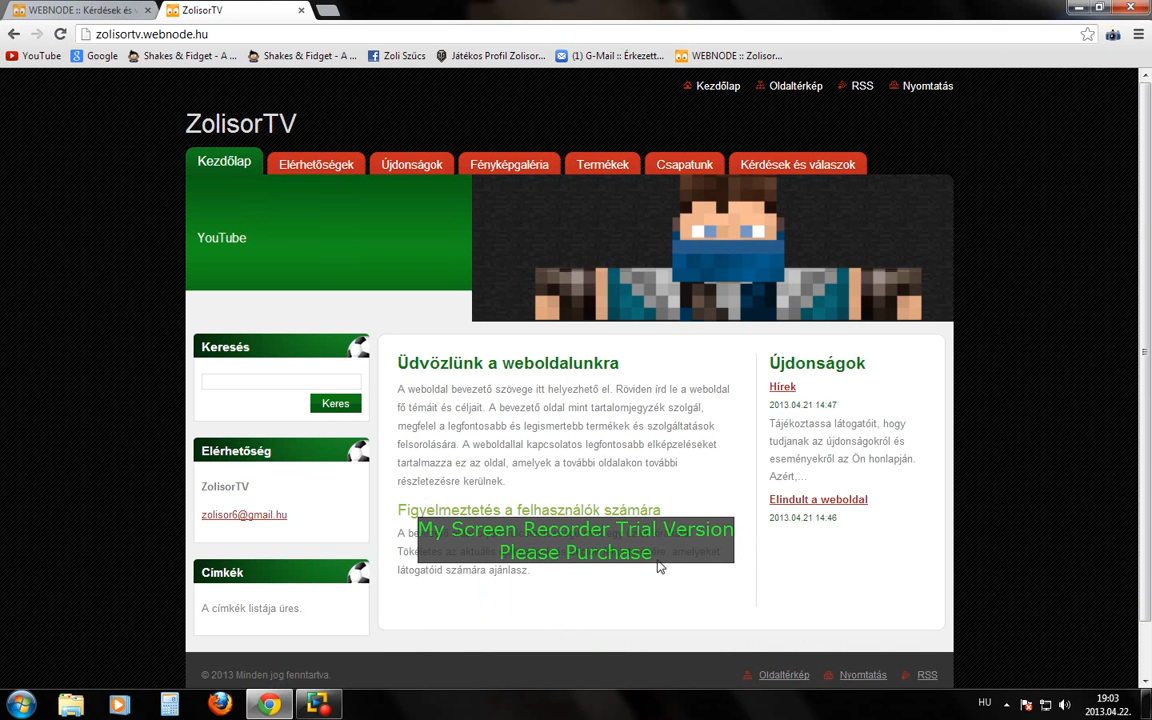 WEBNODE :: Kérdések és v
ZolisorTV
zolisortv.webnode.hu
YouTube
Google
Shakes & Fidget - A ...
Shakes & Fidget - A ...
Zoli Szűcs
Játékos Profil Zolisor...
(1) G-Mail :: Érkezett...
WEBNODE :: Zolisor...
Kezdőlap
Oldaltérkép
RSS
Nyomtatás
ZolisorTV
Kezdőlap
Elérhetőségek
Újdonságok
Fényképgaléria
Termékek
Csapatunk
Kérdések és válaszok
YouTube
Keresés
Keres
Elérhetőség
ZolisorTV
zolisor6@gmail.hu
Címkék
A címkék listája üres.
Üdvözlünk a weboldalunkra
A weboldal bevezető szövege itt helyezhető el. Röviden írd le a weboldal
fő témáit és céljait. A bevezető oldal mint tartalomjegyzék szolgál,
megfelel a legfontosabb és legismertebb termékek és szolgáltatások
felsorolására. A weboldallal kapcsolatos legfontosabb elképzeléseket
tartalmazza ez az oldal, amelyek a további oldalakon további
részletezésre kerülnek.
Figyelmeztetés a felhasználók számára
A be
My Screen Recorder Trial Version
Please Purchase
Tökéletes az aktuális amelyeket
látogatóid számára ajánlasz.
Újdonságok
Hírek
2013.04.21 14:47
Tájékoztassa látogatóit, hogy
tudjanak az újdonságokról és
eseményekről az Ön honlapján.
Azért,...
Elindult a weboldal
2013.04.21 14:46
© 2013 Minden jog fenntartva.
Oldaltérkép
Nyomtatás
RSS
HU
19:03
2013.04.22.